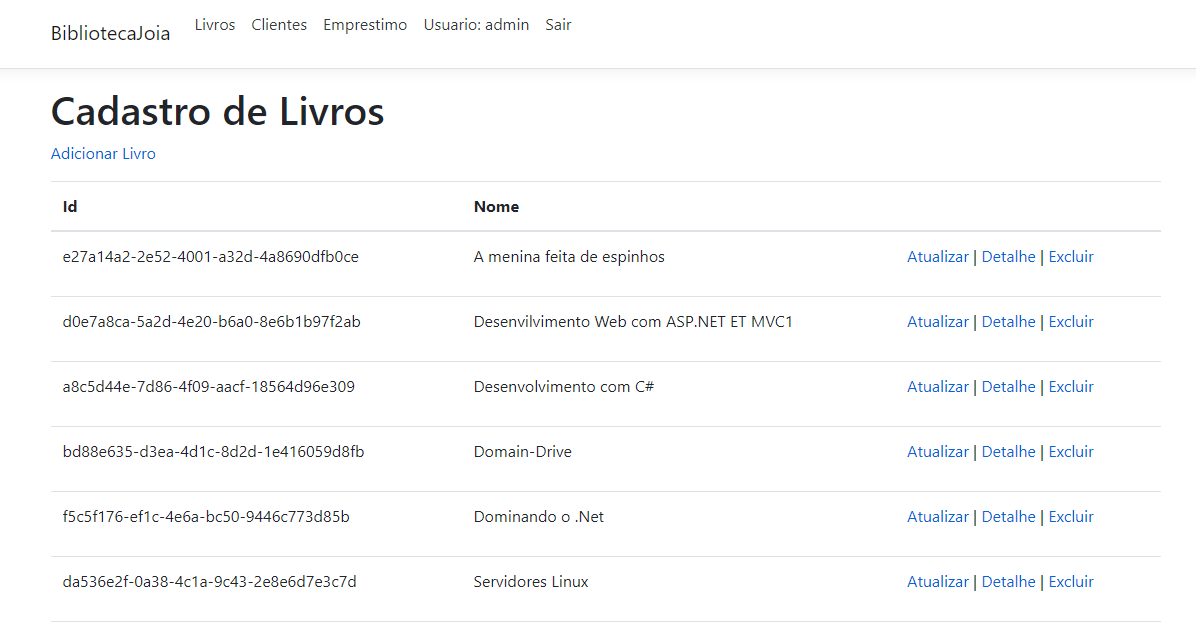 BibliotecaJoia Livros Clientes Emprestimo Usuario: admin Sair
Cadastro de Livros
Adicionar Livro
Id Nome
e27a14a2-2e52-4001-a32d-4a8690dfb0ce A menina feita de espinhos Atualizar | Detalhe | Excluir
d0e7a8ca-5a2d-4e20-b6a0-8e6b1b97f2ab Desenvilvimento Web com ASP.NET ET MVC1 Atualizar | Detalhe | Excluir
a8c5d44e-7d86-4f09-aacf-18564d96e309 Desenvolvimento com C# Atualizar | Detalhe | Excluir
bd88e635-d3ea-4d1c-8d2d-1e416059d8fb Domain-Drive Atualizar | Detalhe | Excluir
f5c5f176-ef1c-4e6a-bc50-9446c773d85b Dominando o .Net Atualizar | Detalhe | Excluir
da536e2f-0a38-4c1a-9c43-2e8e6d7e3c7d Servidores Linux Atualizar | Detalhe | Excluir